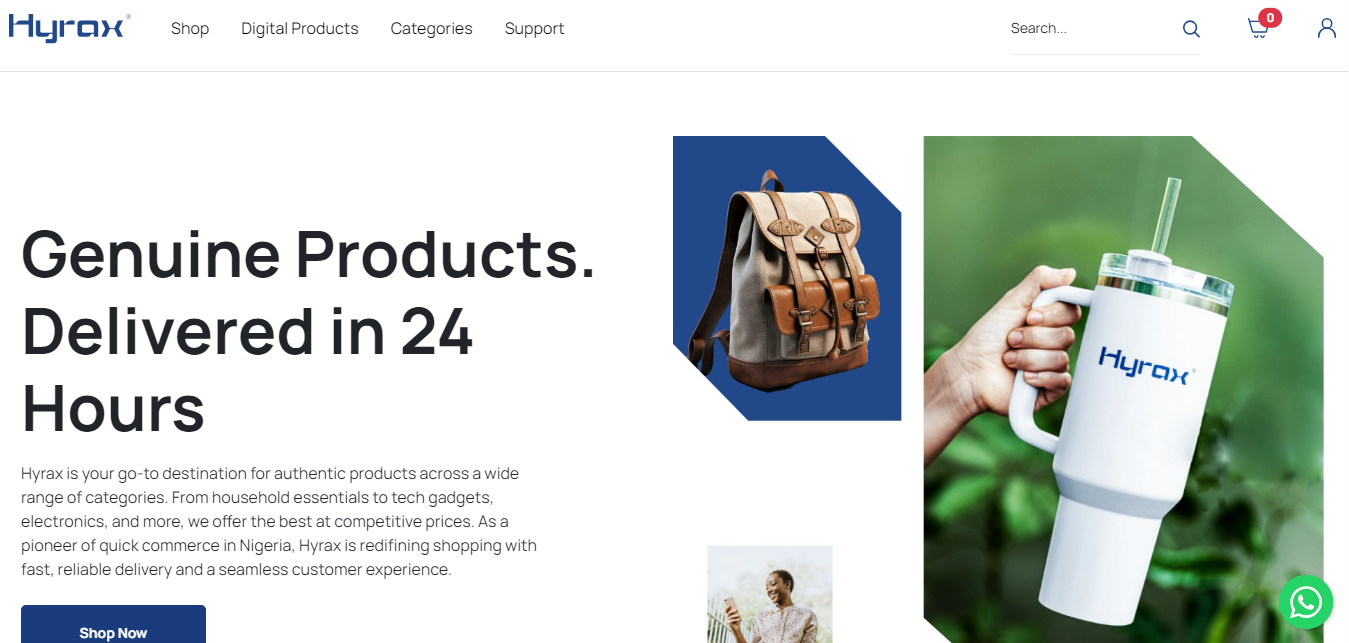 Hyrax®
Shop
Digital Products
Categories
Support
Search...
0
Genuine Products.
Delivered in 24
Hours
Hyrax is your go-to destination for authentic products across a wide
range of categories. From household essentials to tech gadgets,
electronics, and more, we offer the best at competitive prices. As a
pioneer of quick commerce in Nigeria, Hyrax is redifining shopping with
fast, reliable delivery and a seamless customer experience.
Shop Now
Hyrax®